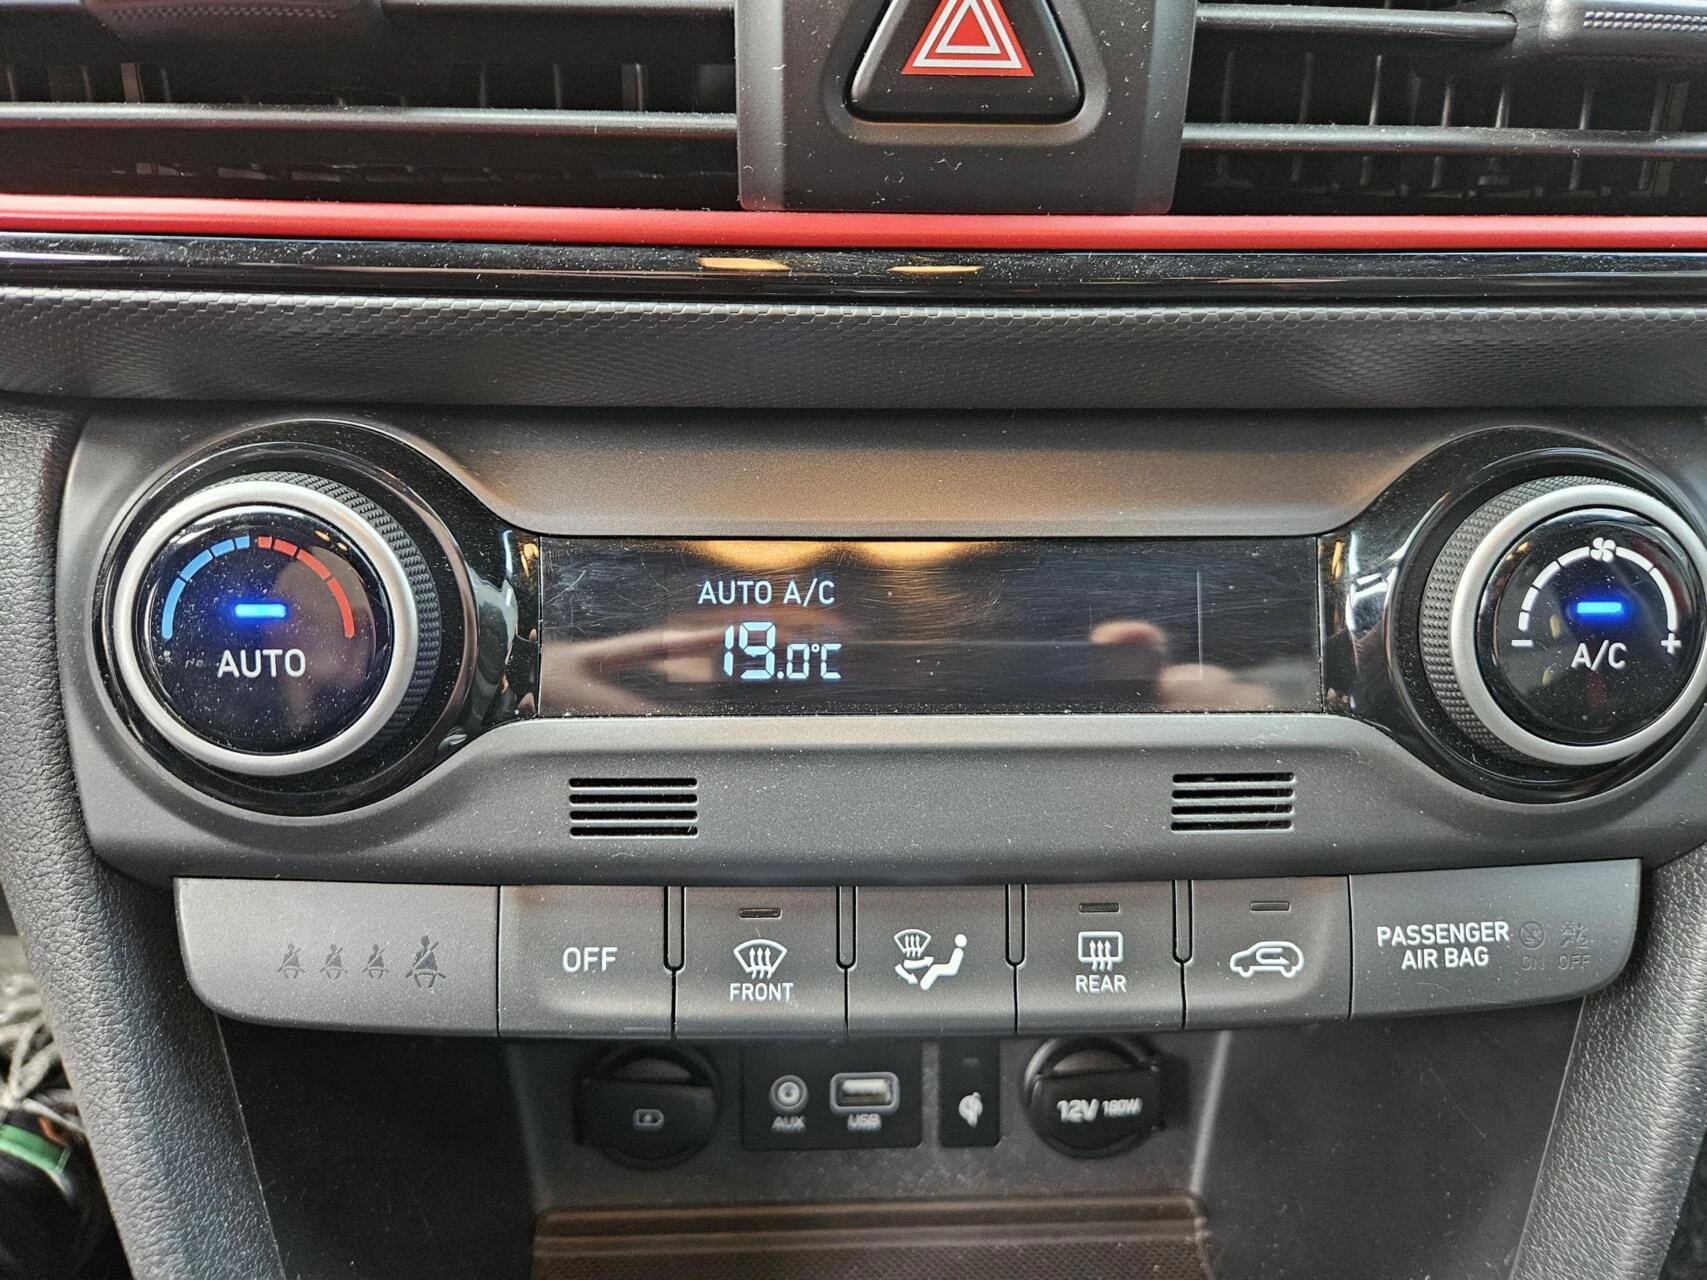 AUTO A/C
19.0°C
AUTO
- +
A/C
OFF
FRONT
REAR
PASSENGER
AIR BAG
ON OFF
AUX
USB
12V 180W